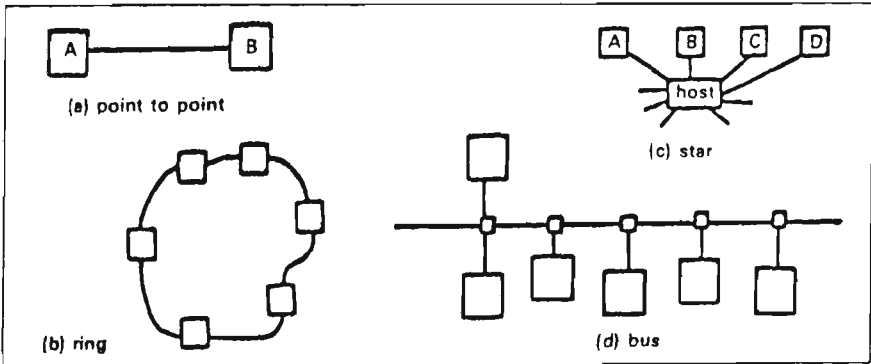 A B
(a) point to point
A B C D
host
(c) star
(b) ring
(d) bus